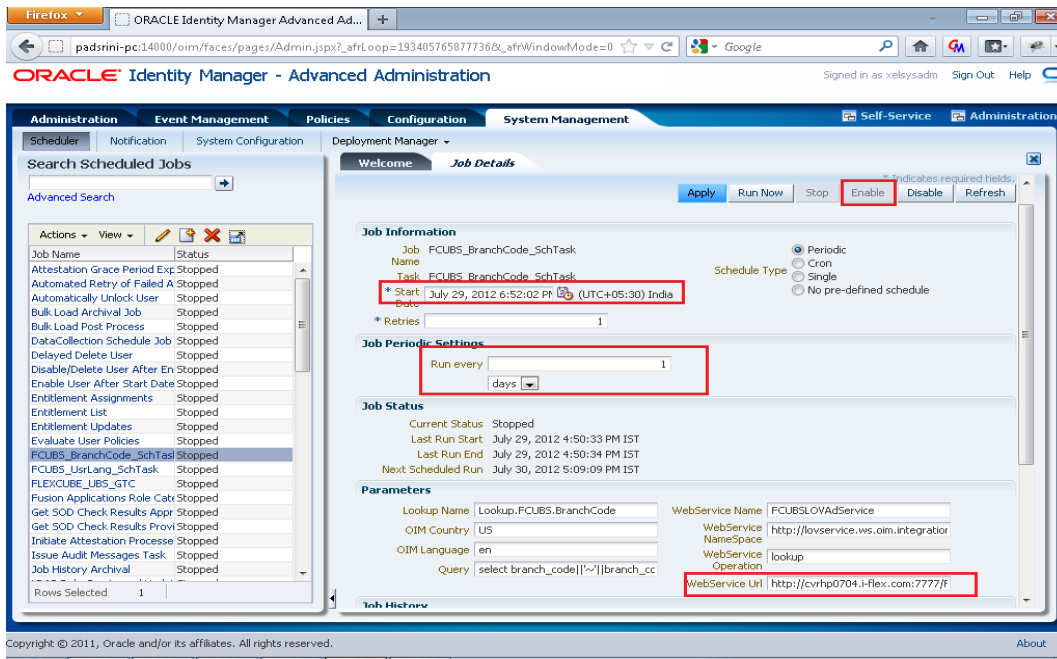 Firefox
ORACLE Identity Manager Advanced Ad...
padsrini-pc:14000/oim/faces/pages/Admin.jspx?_afrLoop=193405765877736&_afrWindowMode=0
Google
ORACLE Identity Manager - Advanced Administration
Signed in as xelsysadm Sign Out Help
Administration Event Management Policies Configuration System Management
Self-Service Administration
Scheduler Notification System Configuration Deployment Manager
Search Scheduled Jobs
Advanced Search
Actions View
Job Name Status
Attestation Grace Period Exp Stopped
Automated Retry of Failed A Stopped
Automatically Unlock User Stopped
Bulk Load Archival Job Stopped
Bulk Load Post Process Stopped
DataCollection Schedule Job Stopped
Delayed Delete User Stopped
Disable/Delete User After En Stopped
Enable User After Start Date Stopped
Entitlement Assignments Stopped
Entitlement List Stopped
Entitlement Updates Stopped
Evaluate User Policies Stopped
FCUBS_BranchCode_SchTas Stopped
FCUBS_UsrLang_SchTask Stopped
FLEXCUBE_UBS_GTC Stopped
Fusion Applications Role Cate Stopped
Get SOD Check Results Appr Stopped
Get SOD Check Results Provi Stopped
Initiate Attestation Processe Stopped
Issue Audit Messages Task Stopped
Job History Archival Stopped
Rows Selected 1
Welcome Job Details
* Indicates required fields.
Apply Run Now Stop Enable Disable Refresh
Job Information
Job Name FCUBS_BranchCode_SchTask
Task FCUBS_BranchCode_SchTask
* Start Date July 29, 2012 6:52:02 PM (UTC+05:30) India
* Retries 1
Schedule Type Periodic
Cron
Single
No pre-defined schedule
Job Periodic Settings
Run every 1
days
Job Status
Current Status Stopped
Last Run Start July 29, 2012 4:50:33 PM IST
Last Run End July 29, 2012 4:50:34 PM IST
Next Scheduled Run July 30, 2012 5:09:09 PM IST
Parameters
Lookup Name Lookup.FCUBS.BranchCode
OIM Country US
OIM Language en
Query select branch_code||'~'||branch_cc
WebService Name FCUBSLOVAdService
WebService NameSpace http://lovservice.ws.oim.integration
WebService Operation lookup
WebService Url http://cvrhp0704.i-flex.com:7777/F
Job History
Copyright © 2011, Oracle and/or its affiliates. All rights reserved.
About